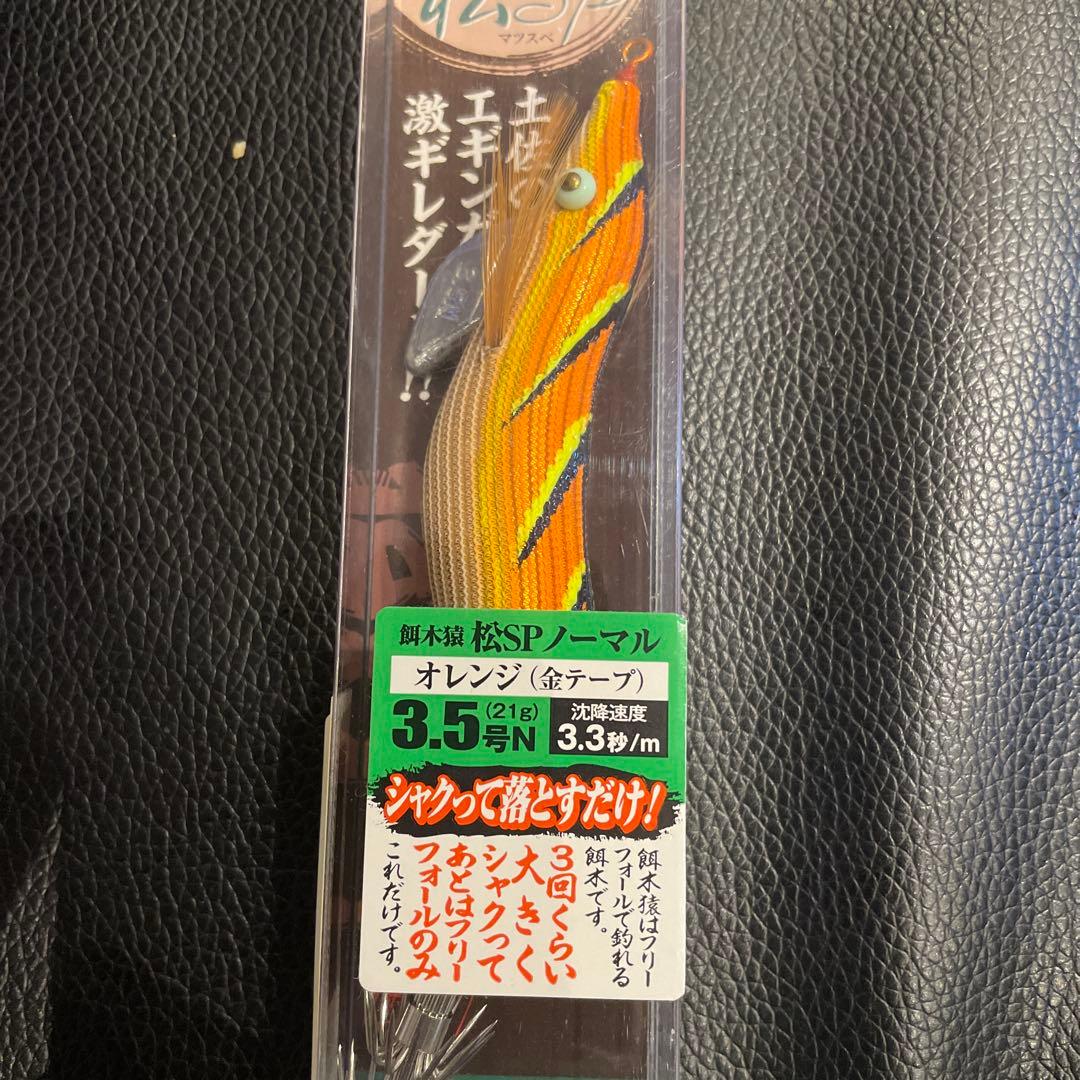 松SP
マツスペ
土佐の
エギンガ
激ギレダー!!
餌木猿 松SPノーマル
オレンジ(金テープ)
3.5号N
(21g)
沈降速度
3.3秒/m
シャクって落とすだけ!
餌木猿はフリー
フォールで釣れる
餌木です。
3回くらい
大きく
シャクって
あとはフリー
フォールのみ
これだけです。